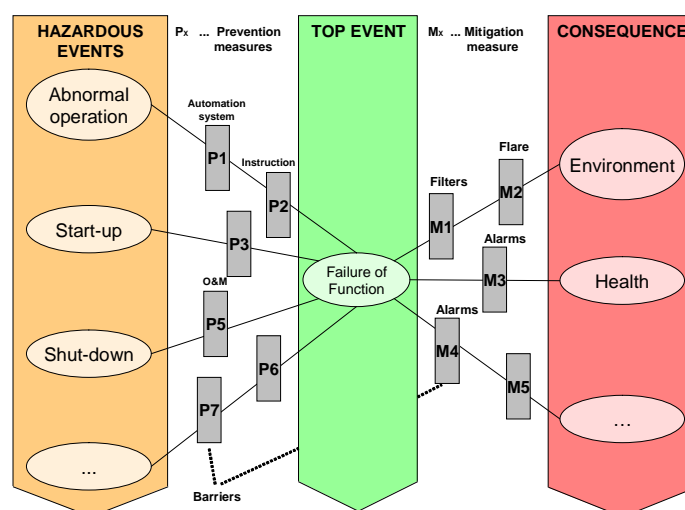 HAZARDOUS
EVENTS
Px ... Prevention
measures
TOP EVENT
Mx ... Mitigation
measure
CONSEQUENCE
Abnormal
operation
Automation
system
P1
Instruction
P2
Flare
M2
Filters
M1
Environment
Start-up
P3
Failure of
Function
Alarms
M3
Health
O&M
P5
Shut-down
P6
Alarms
M4
M5
P7
...
...
Barriers